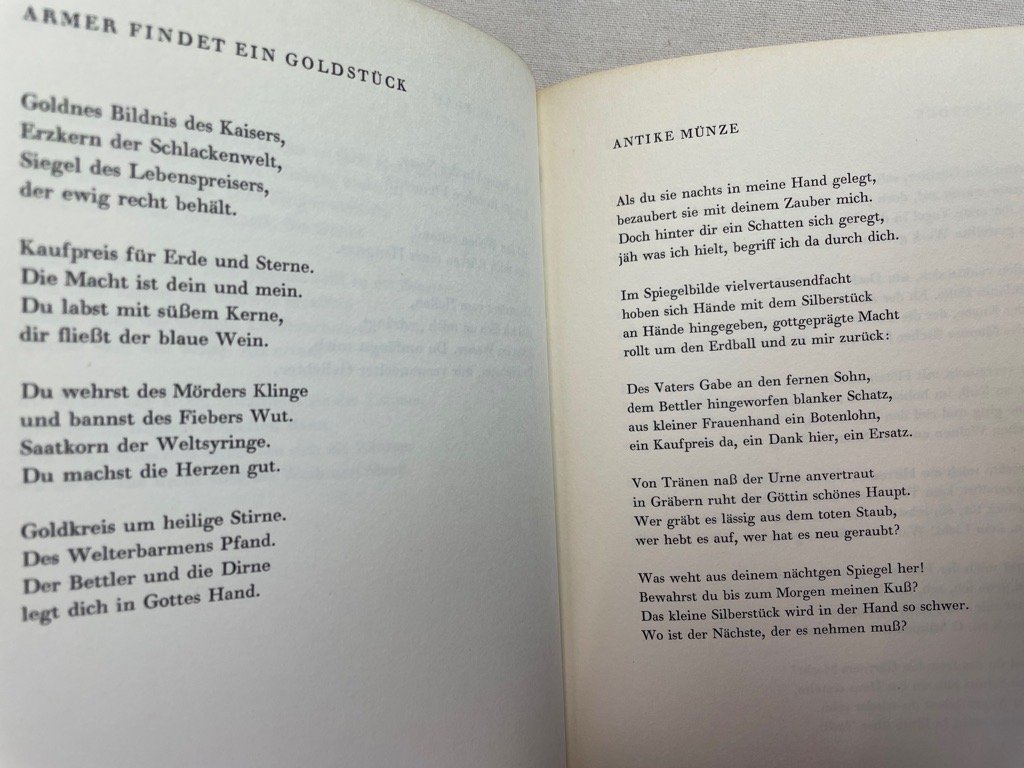 ARMER FINDET EIN GOLDSTÜCK
Goldnes Bildnis des Kaisers,
Erzkern der Schlackenwelt,
Siegel des Lebenspreisers,
der ewig recht behält.
Kaufpreis für Erde und Sterne.
Die Macht ist dein und mein.
Du labst mit süßem Kerne,
dir fließt der blaue Wein.
Du wehrst des Mörders Klinge
und bannst des Fiebers Wut.
Saatkorn der Weltsyringe.
Du machst die Herzen gut.
Goldkreis um heilige Stirne.
Des Welterbarmens Pfand.
Der Bettler und die Dirne
legt dich in Gottes Hand.
ANTIKE MÜNZE
Als du sie nachts in meine Hand gelegt,
bezaubert sie mit deinem Zauber mich.
Doch hinter dir ein Schatten sich geregt,
jäh was ich hielt, begriff ich da durch dich.
Im Spiegelbilde vielvertausendfacht
hoben sich Hände mit dem Silberstück
an Hände hingegeben, gottgeprägte Macht
rollt um den Erdball und zu mir zurück:
Des Vaters Gabe an den fernen Sohn,
dem Bettler hingeworfen blanker Schatz,
aus kleiner Frauenhand ein Botenlohn,
ein Kaufpreis da, ein Dank hier, ein Ersatz.
Von Tränen naß der Urne anvertraut
in Gräbern ruht der Göttin schönes Haupt.
Wer gräbt es lässig aus dem toten Staub,
wer hebt es auf, wer hat es neu geraubt?
Was weht aus deinem nächtgen Spiegel her!
Bewahrst du bis zum Morgen meinen Kuß?
Das kleine Silberstück wird in der Hand so schwer.
Wo ist der Nächste, der es nehmen muß?